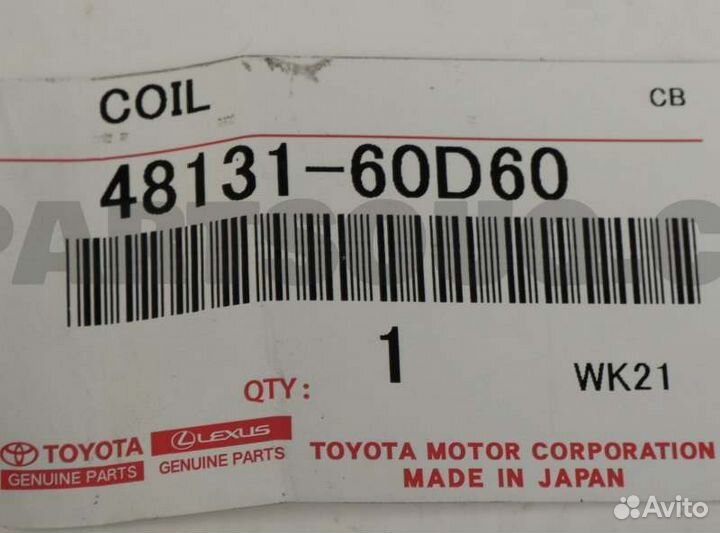 COIL
CB
48131-60D60
PARTSOUQ.C
1
QTY:
WK21
TOYOTA
GENUINE PARTS
LEXUS
GENUINE PARTS
TOYOTA MOTOR CORPORATION
MADE IN JAPAN
Avito